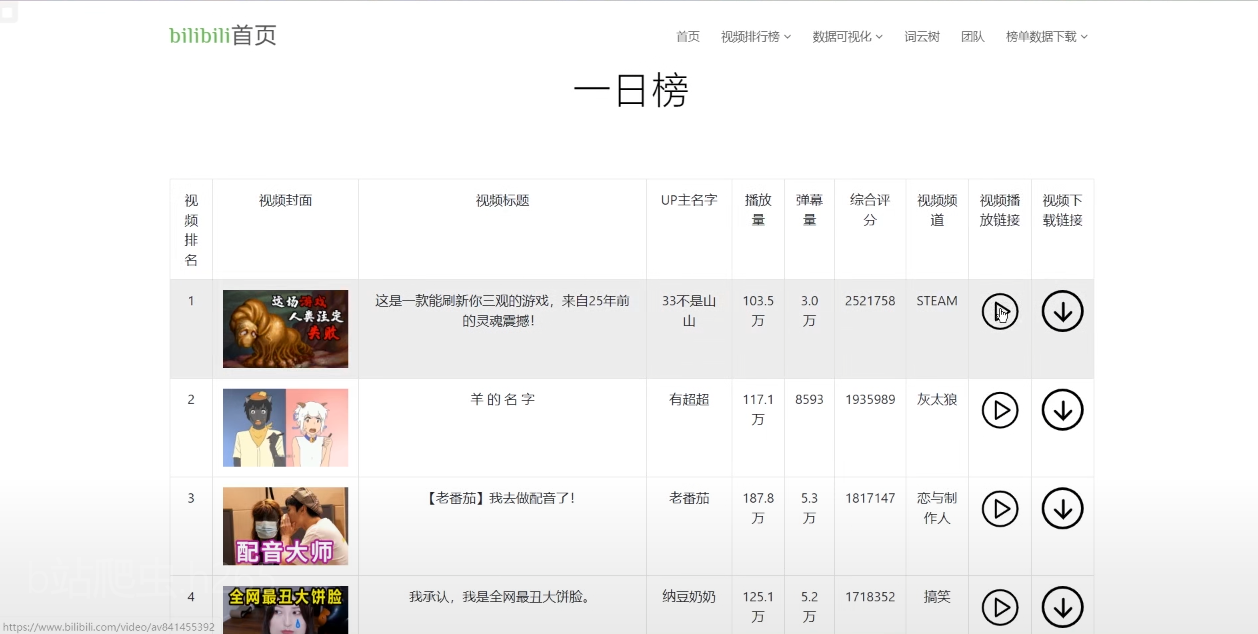 bilibili首页
首页 视频排行榜 数据可视化 词云树 团队 榜单数据下载
一日榜
视频排名 视频封面 视频标题 UP主名字 播放量 弹幕量 综合评分 视频频道 视频播放链接 视频下载链接
1 这是一款能刷新你三观的游戏，来自25年前的灵魂震撼！ 33不是山山 103.5万 3.0万 2521758 STEAM
这场游戏
人类注定
失败
2 羊 的 名 字 有超超 117.1万 8593 1935989 灰太狼
3 【老番茄】我去做配音了！ 老番茄 187.8万 5.3万 1817147 恋与制作人
配音大师
4 我承认，我是全网最丑大饼脸。 纳豆奶奶 125.1万 5.2万 1718352 搞笑
全网最丑大饼脸
https://www.bilibili.com/video/av841455392